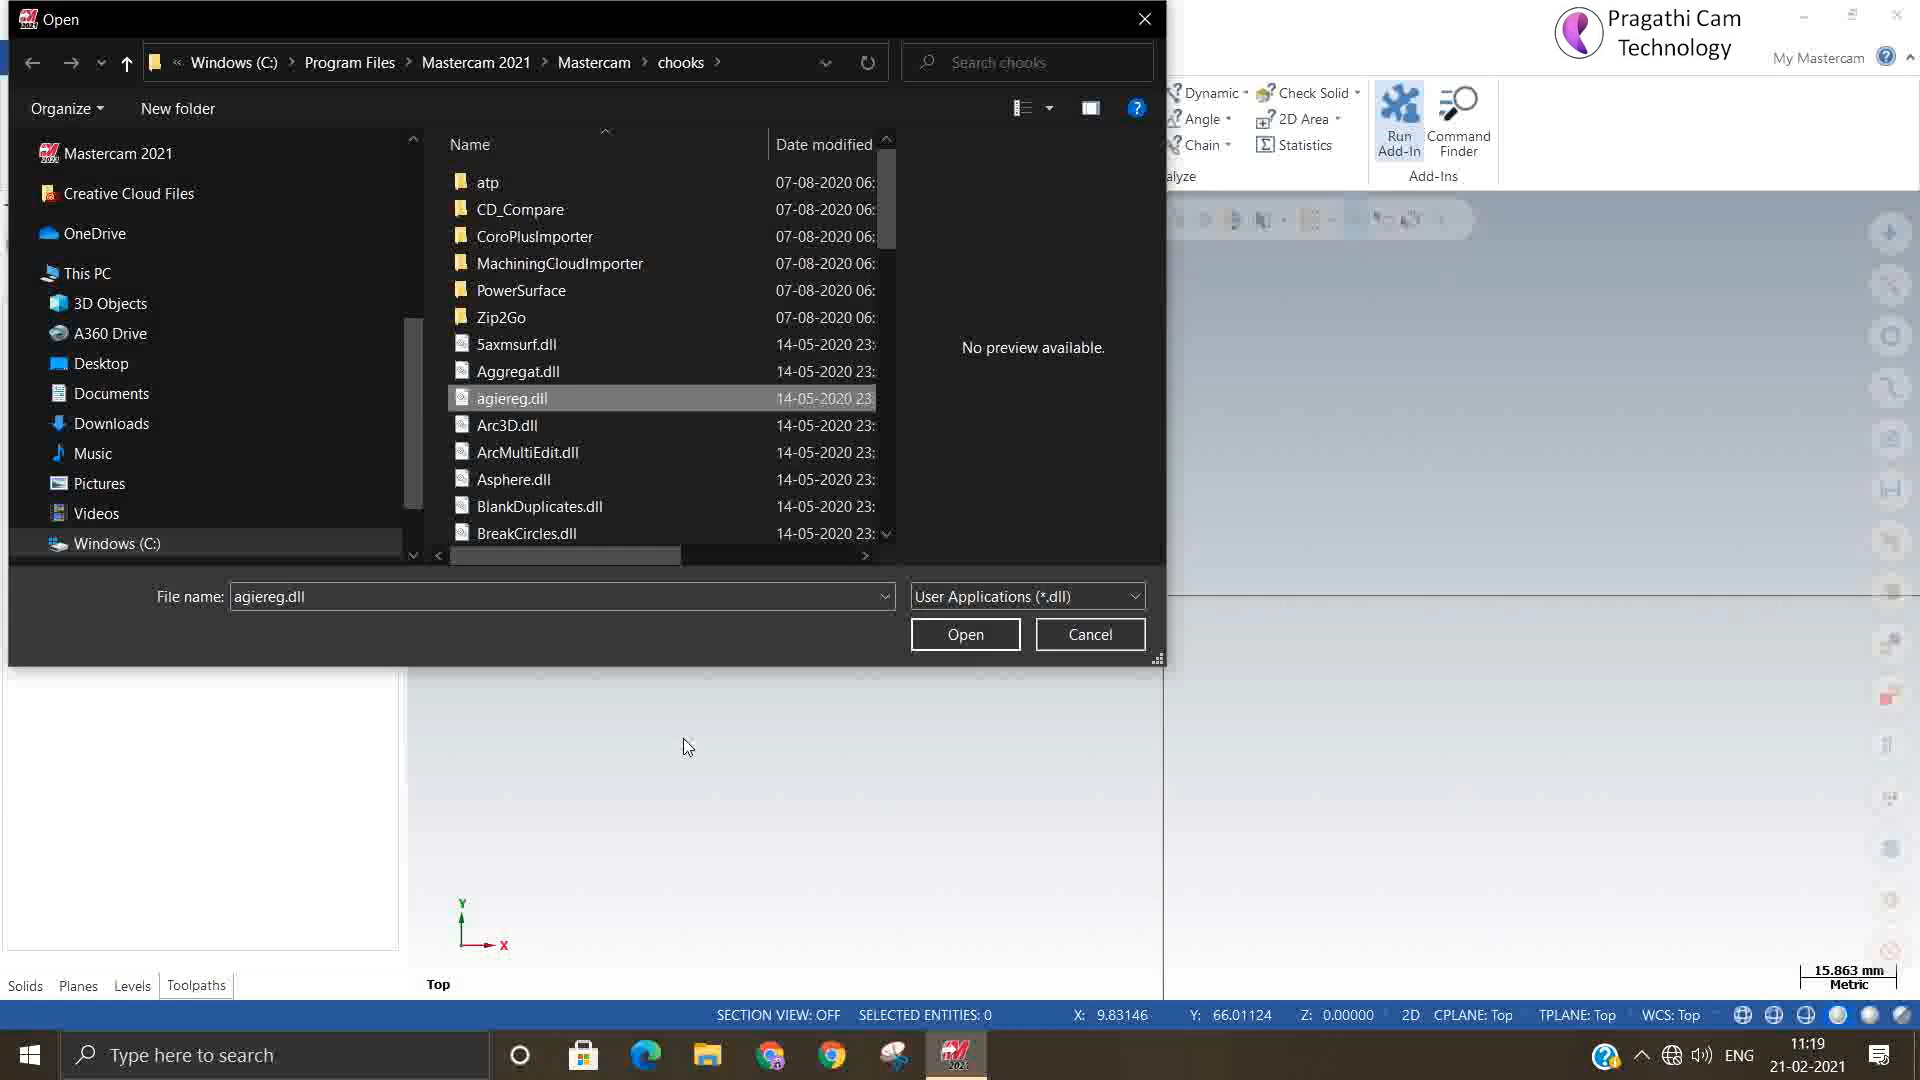 Open
Pragathi Cam
Technology
My Mastercam
« Windows (C:) > Program Files > Mastercam 2021 > Mastercam > chooks >
Search chooks
Organize
New folder
Dynamic
Check Solid
Angle
2D Area
Chain
Statistics
Run
Add-In
Command
Finder
alyze
Add-Ins
Name
Date modified
Mastercam 2021
Creative Cloud Files
OneDrive
This PC
3D Objects
A360 Drive
Desktop
Documents
Downloads
Music
Pictures
Videos
Windows (C:)
atp 07-08-2020 06:
CD_Compare 07-08-2020 06:
CoroPlusImporter 07-08-2020 06:
MachiningCloudImporter 07-08-2020 06:
PowerSurface 07-08-2020 06:
Zip2Go 07-08-2020 06:
5axmsurf.dll 14-05-2020 23:
Aggregat.dll 14-05-2020 23:
agiereg.dll 14-05-2020 23
Arc3D.dll 14-05-2020 23:
ArcMultiEdit.dll 14-05-2020 23:
Asphere.dll 14-05-2020 23:
BlankDuplicates.dll 14-05-2020 23:
BreakCircles.dll 14-05-2020 23:
No preview available.
File name: agiereg.dll
User Applications (*.dll)
Open
Cancel
Y
X
Top
15.863 mm
Metric
Solids Planes Levels Toolpaths
SECTION VIEW: OFF SELECTED ENTITIES: 0 X: 9.83146 Y: 66.01124 Z: 0.00000 2D CPLANE: Top TPLANE: Top WCS: Top
Type here to search
ENG
11:19
21-02-2021